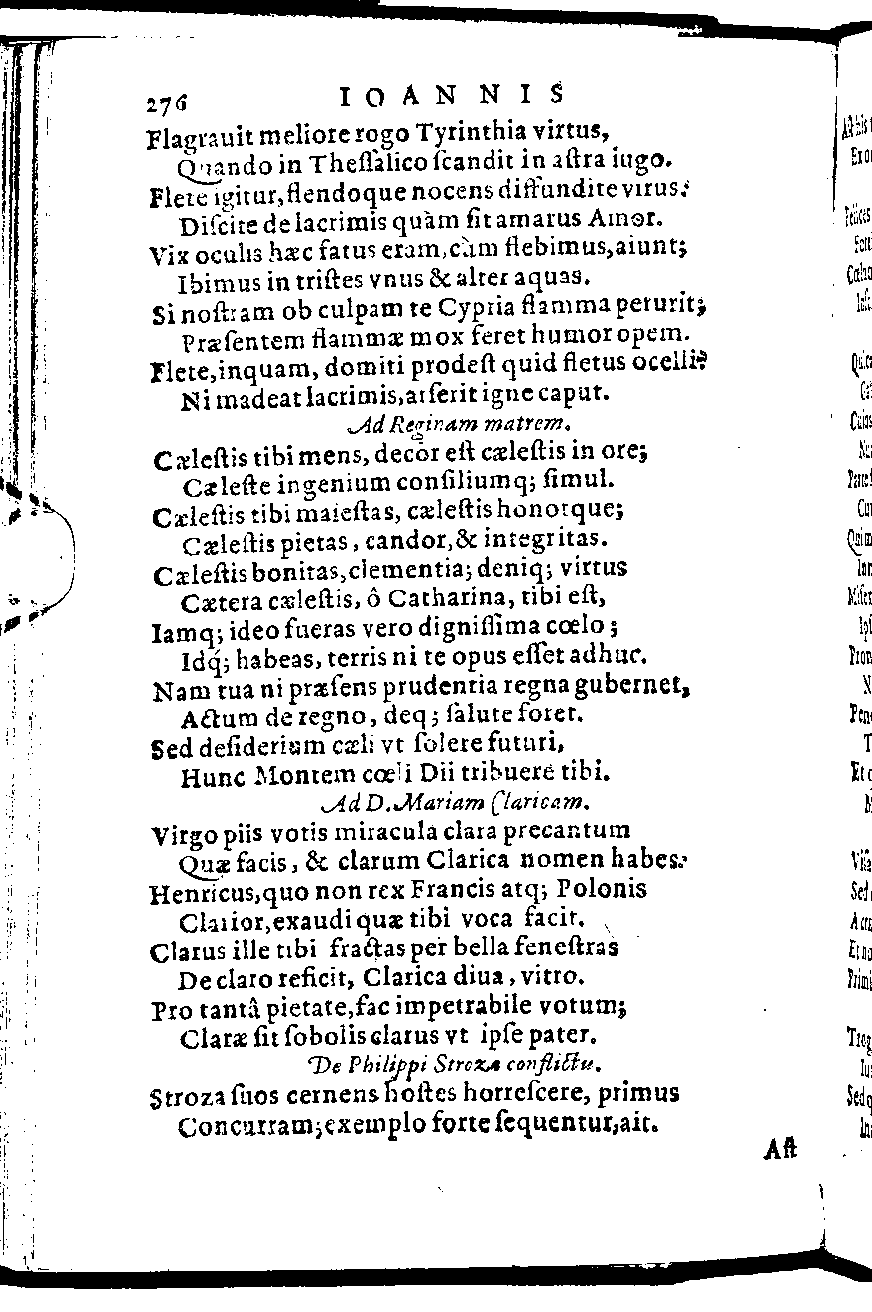 276 IOANNIS
Flagrauit meliore rogo Tyrinthia virtus,
Quando in Theſſalico ſcandit in aſtra iugo.
Flete igitur, flendoque nocens diffundite virus:
Diſcite de lacrimis quàm ſit amarus Amor.
Vix oculis hæc fatus eram, cùm flebimus, aiunt;
Ibimus in triſtes vnus & alter aquas.
Si noſtram ob culpam te Cypria flamma perurit;
Præſentem flammæ mox feret humor opem.
Flete, inquam, domiti prodeſt quid fletus ocelli?
Ni madeat lacrimis, arſerit igne caput.
Ad Reginam matrem.
Cæleſtis tibi mens, decor eſt cæleſtis in ore;
Cæleſte ingenium conſiliumq; ſimul.
Cæleſtis tibi maieſtas, cæleſtis honorque;
Cæleſtis pietas, candor, & integritas.
Cæleſtis bonitas, clementia; deniq; virtus
Cætera cæleſtis, ô Catharina, tibi eſt,
Iamq; ideo fueras vero digniſſima cœlo;
Idq́; habeas, terris ni te opus eſſet adhuc.
Nam tua ni præſens prudentia regna gubernet,
Actum de regno, deq; ſalute foret.
Sed deſiderium cæli vt ſolere futuri,
Hunc Montem cœli Dii tribuere tibi.
Ad D. Mariam Claricam.
Virgo piis votis miracula clara precantum
Quæ facis, & clarum Clarica nomen habes:
Henricus, quo non rex Francis atq; Polonis
Clarior, exaudi quæ tibi voca facit.
Clarus ille tibi fractas per bella feneſtras
De claro reficit, Clarica diua, vitro.
Pro tantâ pietate, fac impetrabile votum;
Claræ ſit ſobolis clarus vt ipſe pater.
De Philippi Strozæ conflictu.
Stroza ſuos cernens hoſtes horreſcere, primus
Concurram; exemplo forte ſequentur, ait.
Aſt